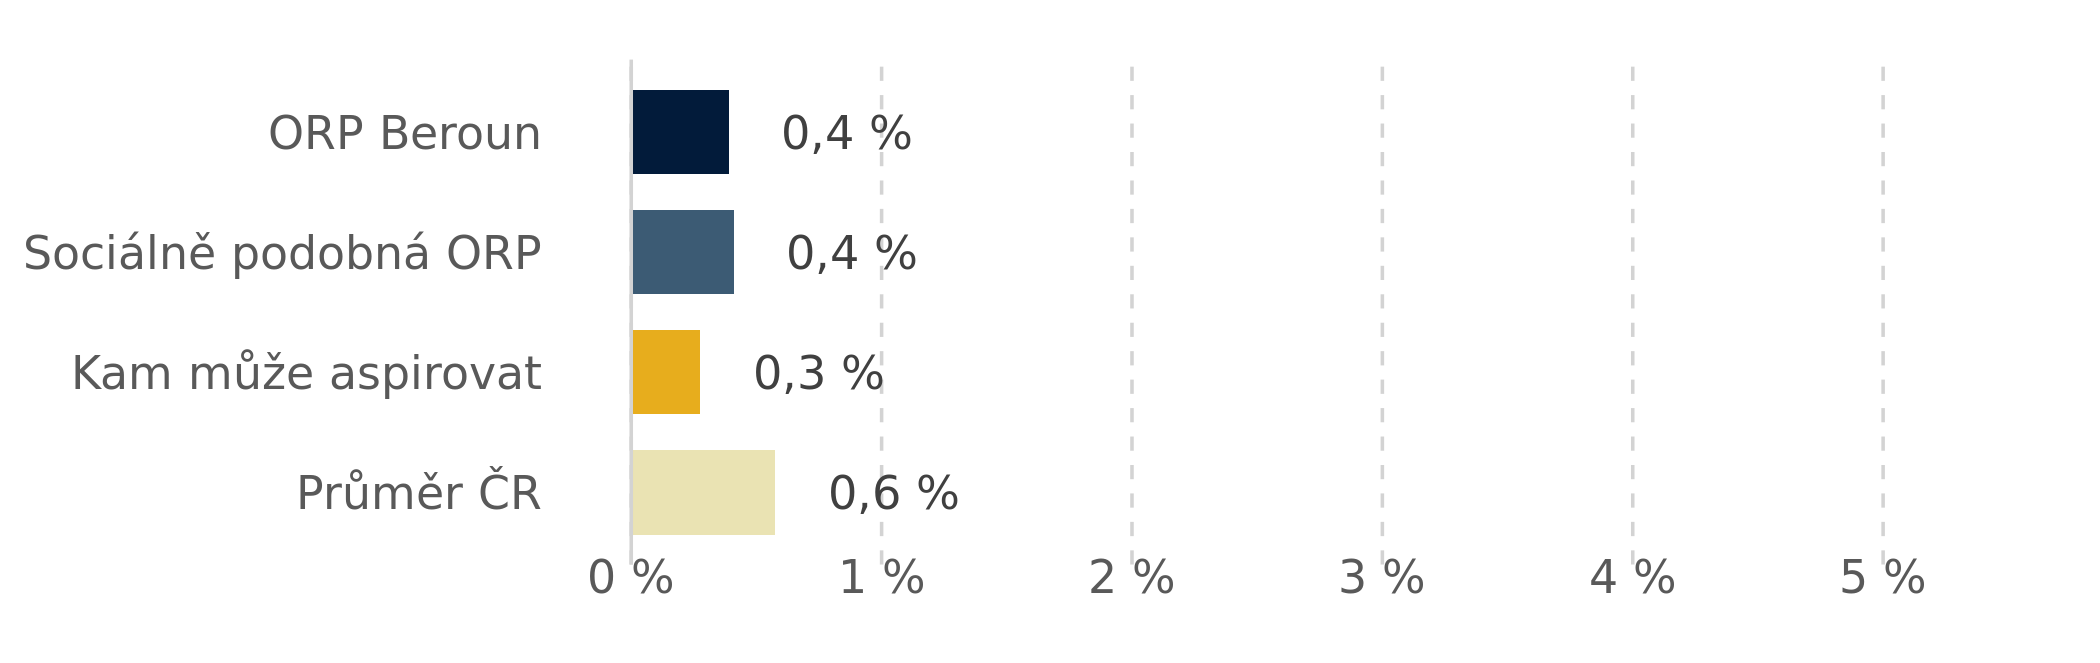 ORP Beroun 0,4 %
Sociálně podobná ORP 0,4 %
Kam může aspirovat 0,3 %
Průměr ČR 0,6 %
0 % 1 % 2 % 3 % 4 % 5 %